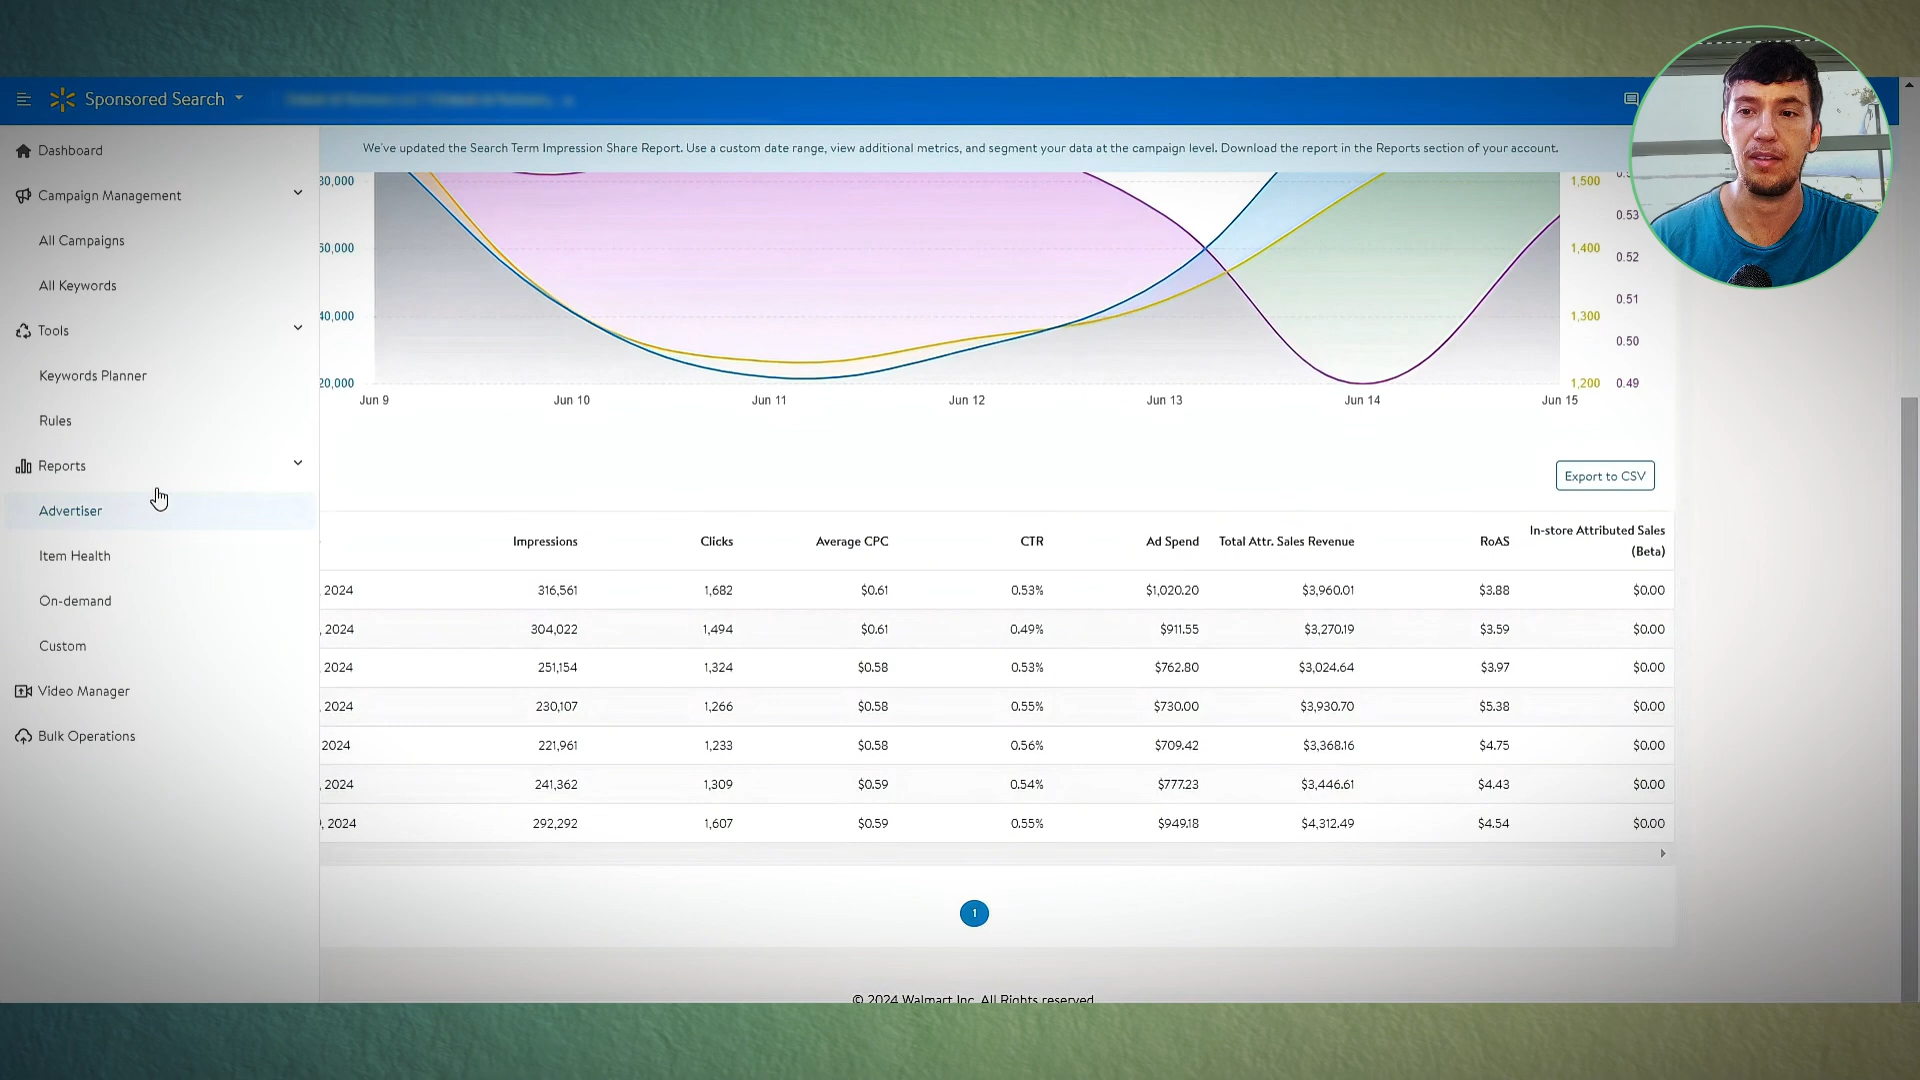 Sponsored Search
Dashboard
We've updated the Search Term Impression Share Report. Use a custom date range, view additional metrics, and segment your data at the campaign level. Download the report in the Reports section of your account.
Campaign Management
All Campaigns
All Keywords
Tools
Keywords Planner
Rules
Reports
Advertiser
Item Health
On-demand
Custom
Video Manager
Bulk Operations
80,000
60,000
40,000
20,000
1,500
1,400
1,300
1,200
0.53
0.52
0.51
0.50
0.49
Jun 9 Jun 10 Jun 11 Jun 12 Jun 13 Jun 14 Jun 15
Export to CSV
Impressions Clicks Average CPC CTR Ad Spend Total Attr. Sales Revenue RoAS In-store Attributed Sales
(Beta)
, 2024 316,561 1,682 $0.61 0.53% $1,020.20 $3,960.01 $3.88 $0.00
, 2024 304,022 1,494 $0.61 0.49% $911.55 $3,270.19 $3.59 $0.00
, 2024 251,154 1,324 $0.58 0.53% $762.80 $3,024.64 $3.97 $0.00
, 2024 230,107 1,266 $0.58 0.55% $730.00 $3,930.70 $5.38 $0.00
2024 221,961 1,233 $0.58 0.56% $709.42 $3,368.16 $4.75 $0.00
, 2024 241,362 1,309 $0.59 0.54% $777.23 $3,446.61 $4.43 $0.00
, 2024 292,292 1,607 $0.59 0.55% $949.18 $4,312.49 $4.54 $0.00
1
© 2024 Walmart Inc. All Rights reserved